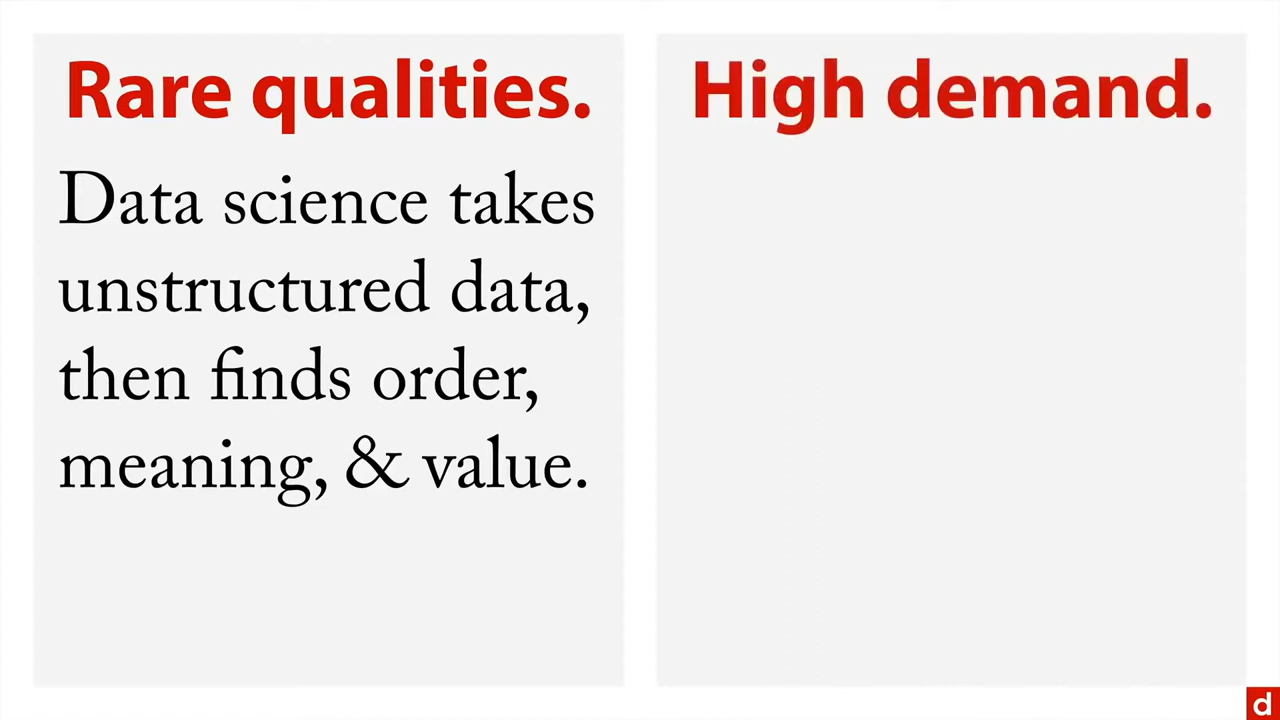 Rare qualities.
Data science takes
unstructured data,
then finds order,
meaning, & value.
High demand.
d